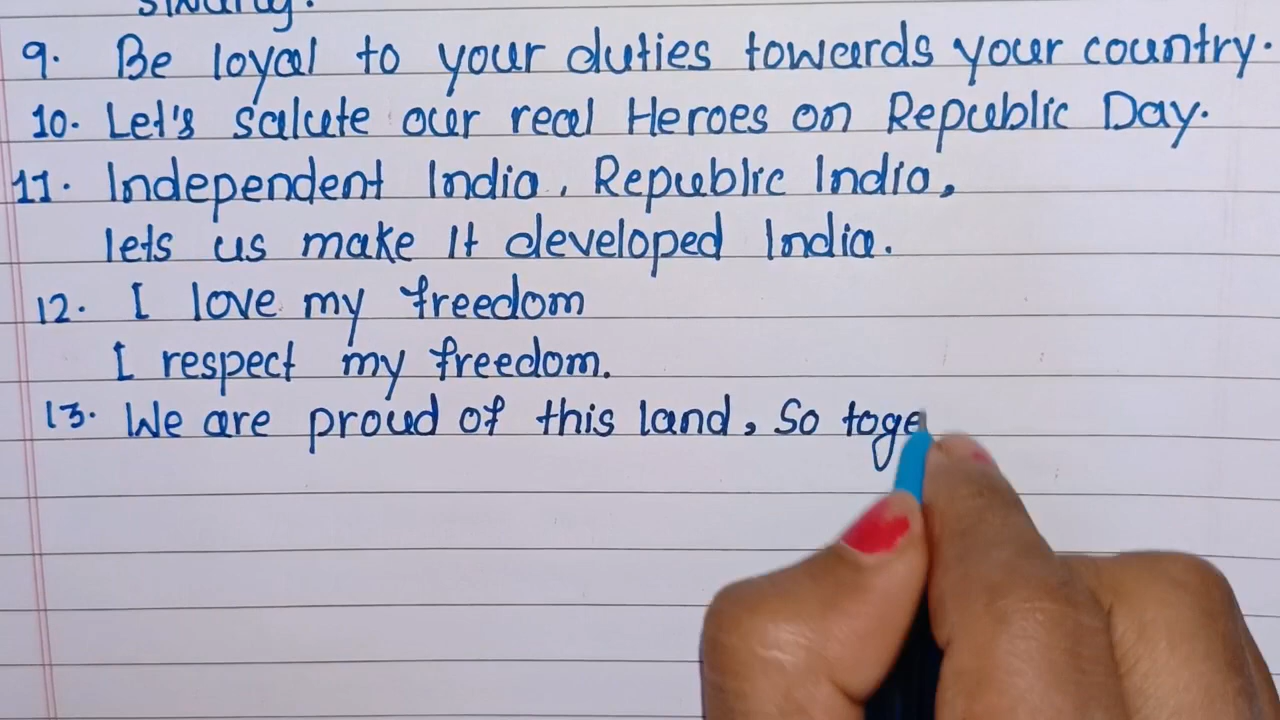 9. Be loyal to your duties towards your country.
10. Let's salute our real Heroes on Republic Day.
11. Independent India, Republic India,
lets us make It developed India.
12. I love my freedom
I respect my freedom.
13. We are proud of this land, So toge